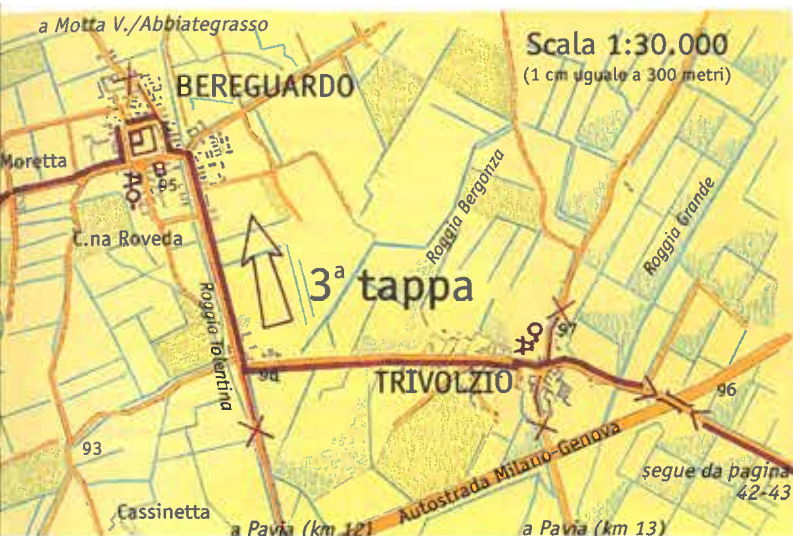 a Motta V./Abbiategrasso
Scala 1:30.000
(1 cm uguale a 300 metri)
BEREGUARDO
Moretta
95
C.na Roveda
Roggia Bergonza
Roggia Grande
3ª tappa
Roggia Tolentina
97
98
TRIVOLZIO
96
93
Autostrada Milano-Genova
segue da pagina
42-43
Cassinetta
a Pavia (km 12)
a Pavia (km 13)